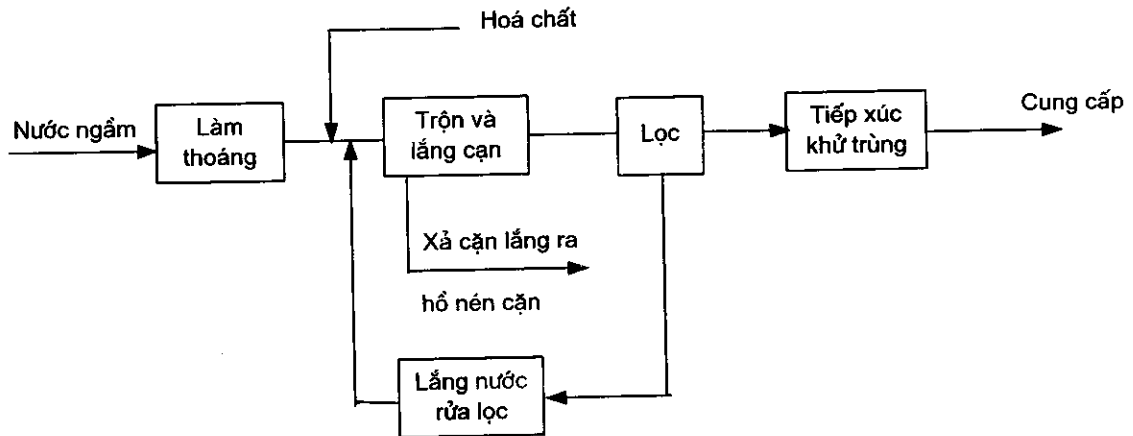 Hoá chất
Nước ngầm
Làm
thoáng
Trộn và
lắng cạn
Lọc
Tiếp xúc
khử trùng
Cung cấp
Xả cặn lắng ra
hồ nén cặn
Lắng nước
rửa lọc